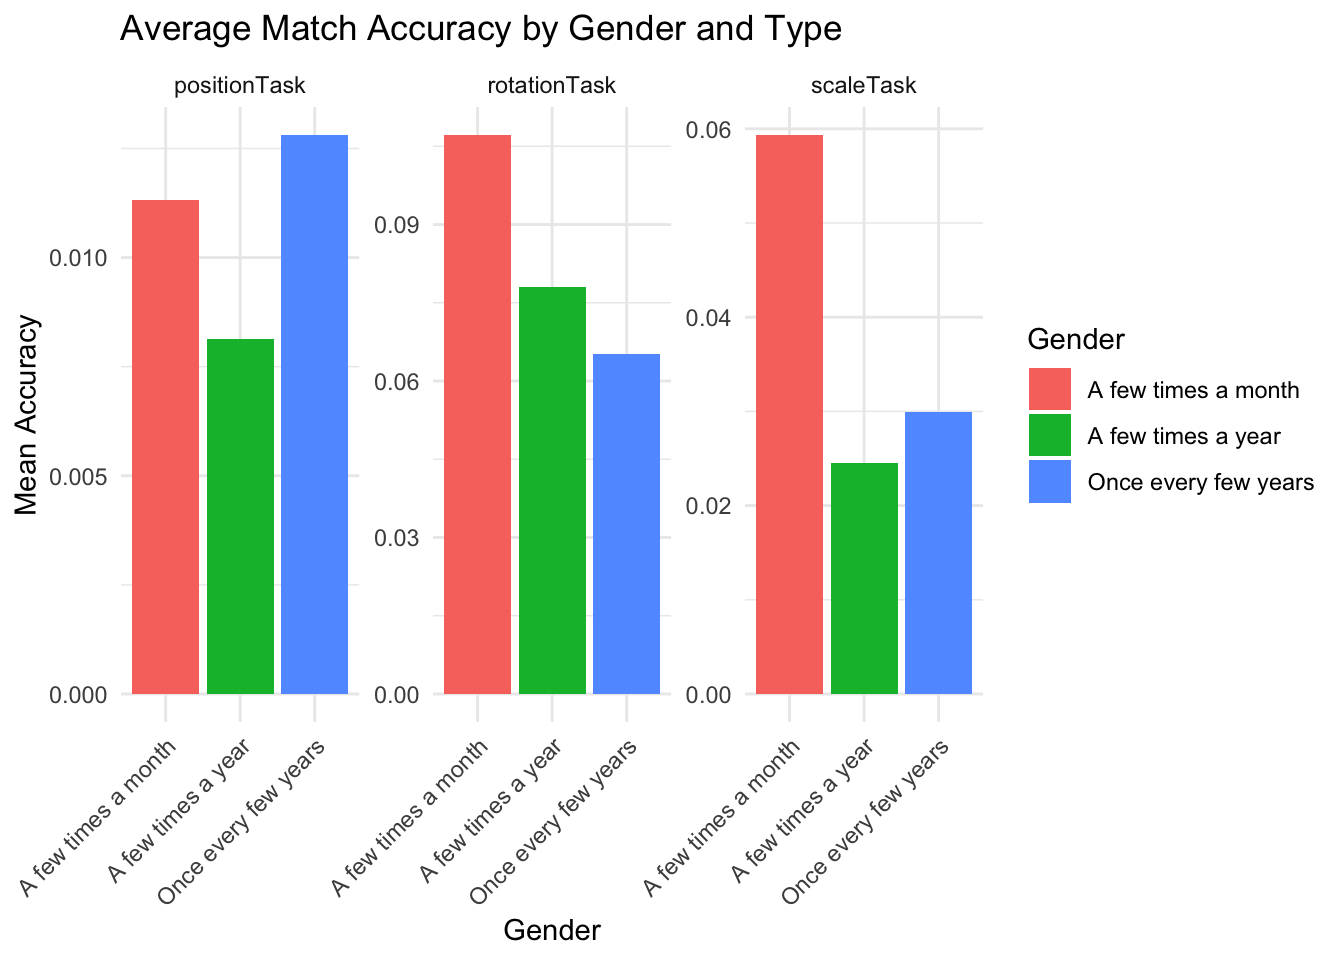 Average Match Accuracy by Gender and Type
positionTask
rotationTask
scaleTask
Mean Accuracy
0.010
0.005
0.000
0.09
0.06
0.03
0.00
0.06
0.04
0.02
0.00
A few times a month
A few times a year
Once every few years
A few times a month
A few times a year
Once every few years
A few times a month
A few times a year
Once every few years
Gender
Gender
A few times a month
A few times a year
Once every few years